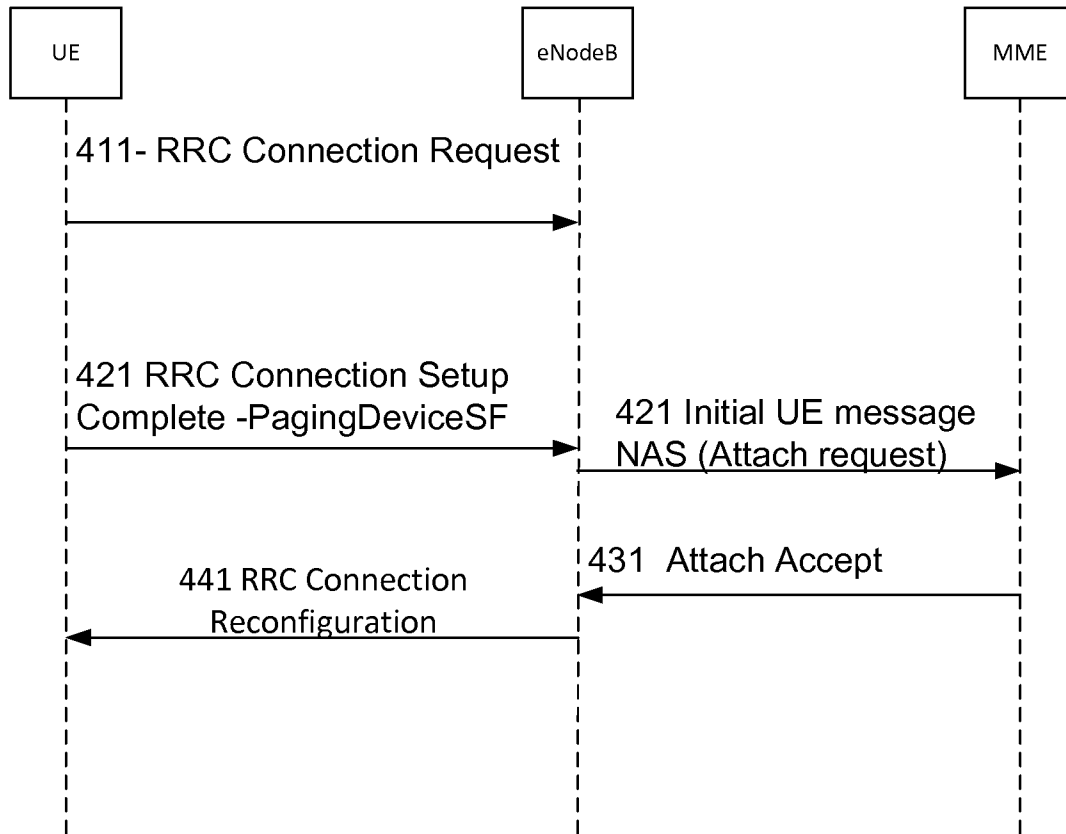 UE
eNodeB
MME
411- RRC Connection Request
421 RRC Connection Setup
Complete -PagingDeviceSF
421 Initial UE message
NAS (Attach request)
431 Attach Accept
441 RRC Connection
Reconfiguration